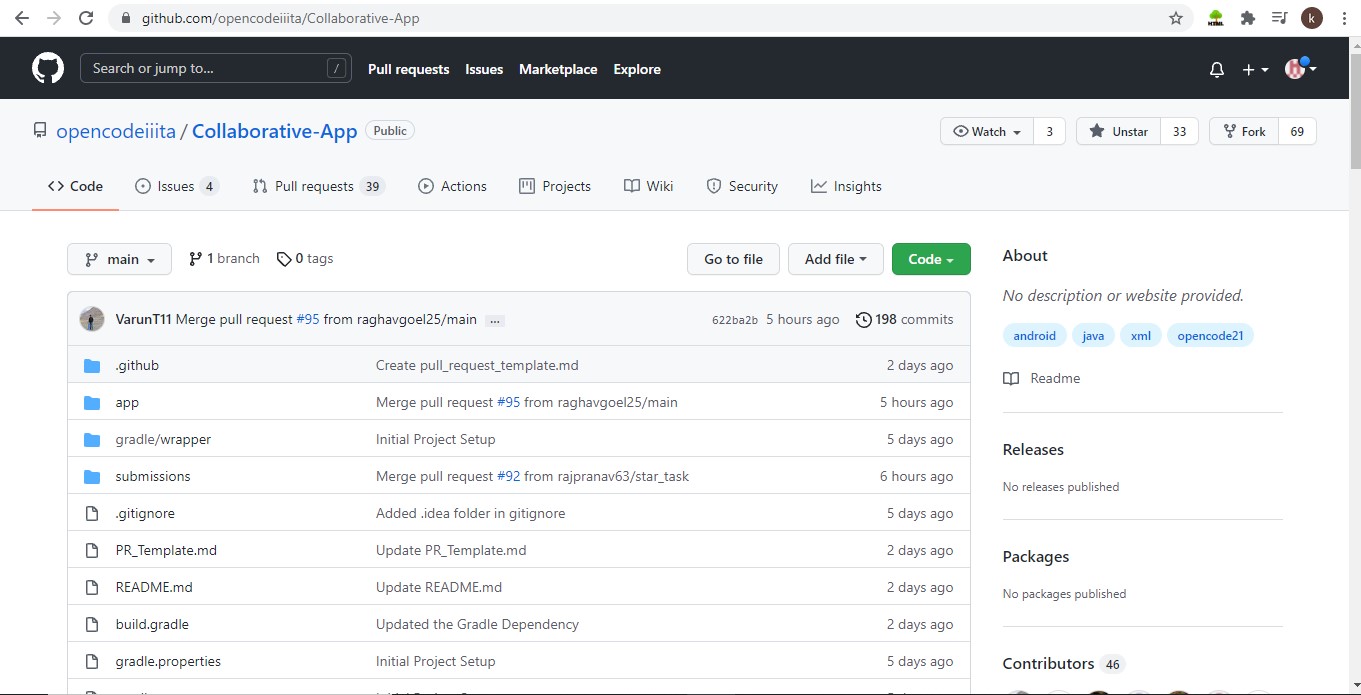 github.com/opencodeiiita/Collaborative-App
HTML
k
Search or jump to... /
Pull requests Issues Marketplace Explore
opencodeiiita / Collaborative-App Public
Watch 3 Unstar 33 Fork 69
Code Issues 4 Pull requests 39 Actions Projects Wiki Security Insights
main 1 branch 0 tags Go to file Add file Code
VarunT11 Merge pull request #95 from raghavgoel25/main ... 622ba2b 5 hours ago 198 commits
.github Create pull_request_template.md 2 days ago
app Merge pull request #95 from raghavgoel25/main 5 hours ago
gradle/wrapper Initial Project Setup 5 days ago
submissions Merge pull request #92 from rajpranav63/star_task 6 hours ago
.gitignore Added .idea folder in gitignore 5 days ago
PR_Template.md Update PR_Template.md 2 days ago
README.md Update README.md 2 days ago
build.gradle Updated the Gradle Dependency 2 days ago
gradle.properties Initial Project Setup 5 days ago
About
No description or website provided.
android java xml opencode21
Readme
Releases
No releases published
Packages
No packages published
Contributors 46